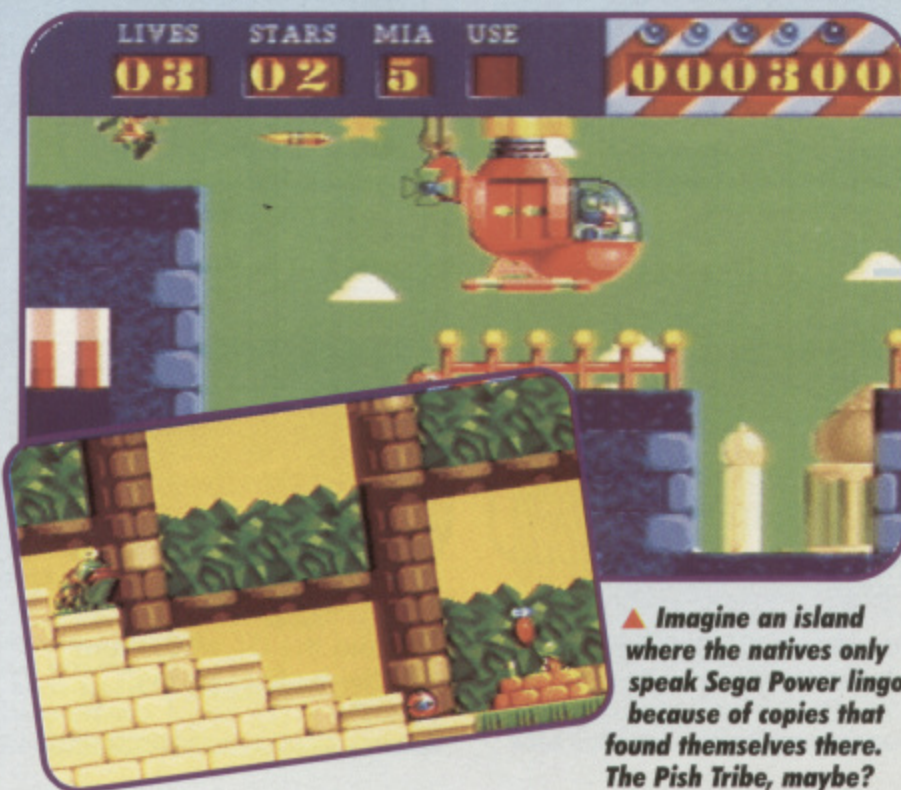 LIVES STARS MIA USE
03 02 5 000300
▲ Imagine an island
where the natives only
speak Sega Power lingo
because of copies that
found themselves there.
The Pish Tribe, maybe?